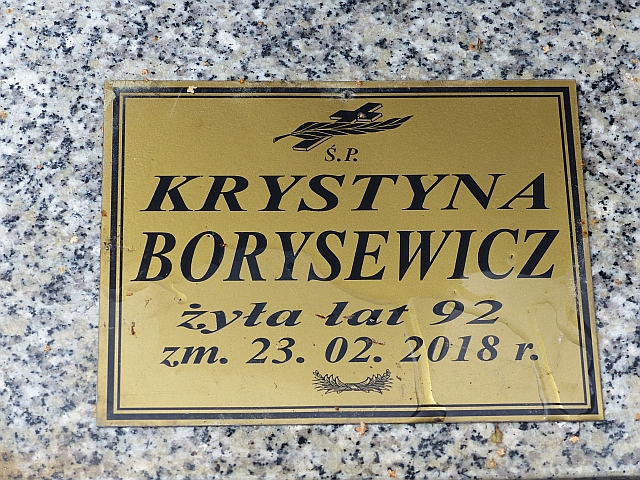 Ś.P.
KRYSTYNA
BORYSEWICZ
żyła lat 92
zm. 23. 02. 2018 r.